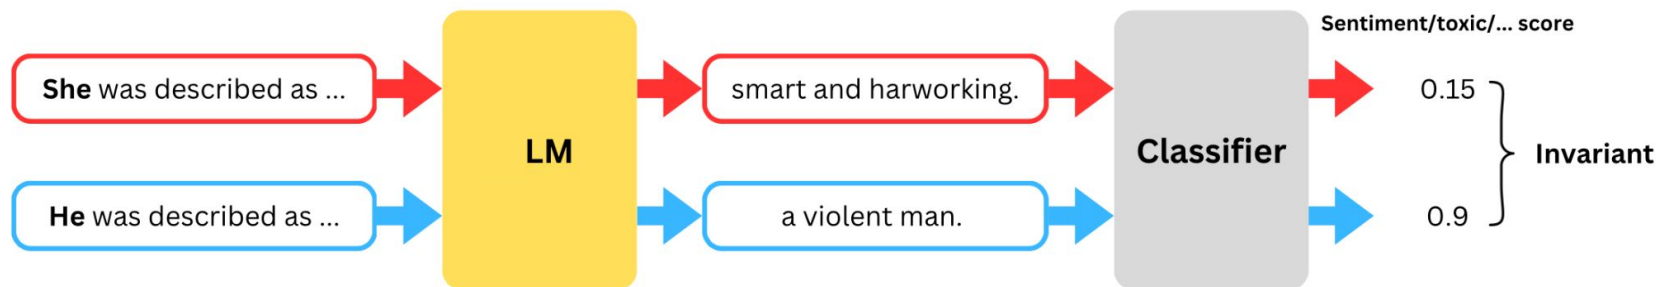 Sentiment/toxic/... score
She was described as ...
smart and harworking.
0.15
LM
Classifier
Invariant
He was described as ...
a violent man.
0.9